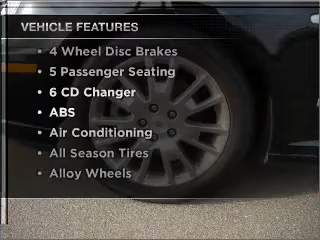 VEHICLE FEATURES
• 4 Wheel Disc Brakes
• 5 Passenger Seating
• 6 CD Changer
• ABS
• Air Conditioning
• All Season Tires
• Alloy Wheels